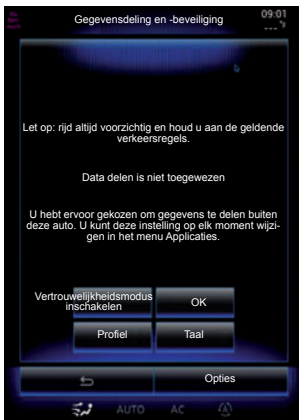 Gegevensdeling en -beveiliging
09:01
Let op: rijd altijd voorzichtig en houd u aan de geldende
verkeersregels.
Data delen is niet toegewezen
U hebt ervoor gekozen om gegevens te delen buiten
deze auto. U kunt deze instelling op elk moment wijzi-
gen in het menu Applicaties.
Vertrouwelijkheidsmodus
inschakelen
OK
Profiel
Taal
Opties
AUTO
AC